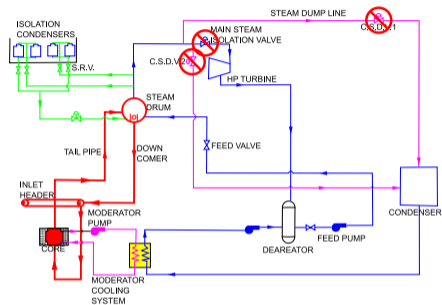 STEAM DUMP LINE
ISOLATION
CONDENSERS
C.S.D.V.1
MAIN STEAM
ISOLATION VALVE
C.S.D.V.2
S.R.V.
HP TURBINE
STEAM
DRUM
TAIL PIPE
DOWN
COMER
FEED VALVE
INLET
HEADER
MODERATOR
PUMP
CORE
CONDENSER
FEED PUMP
DEAREATOR
MODERATOR
COOLING
SYSTEM